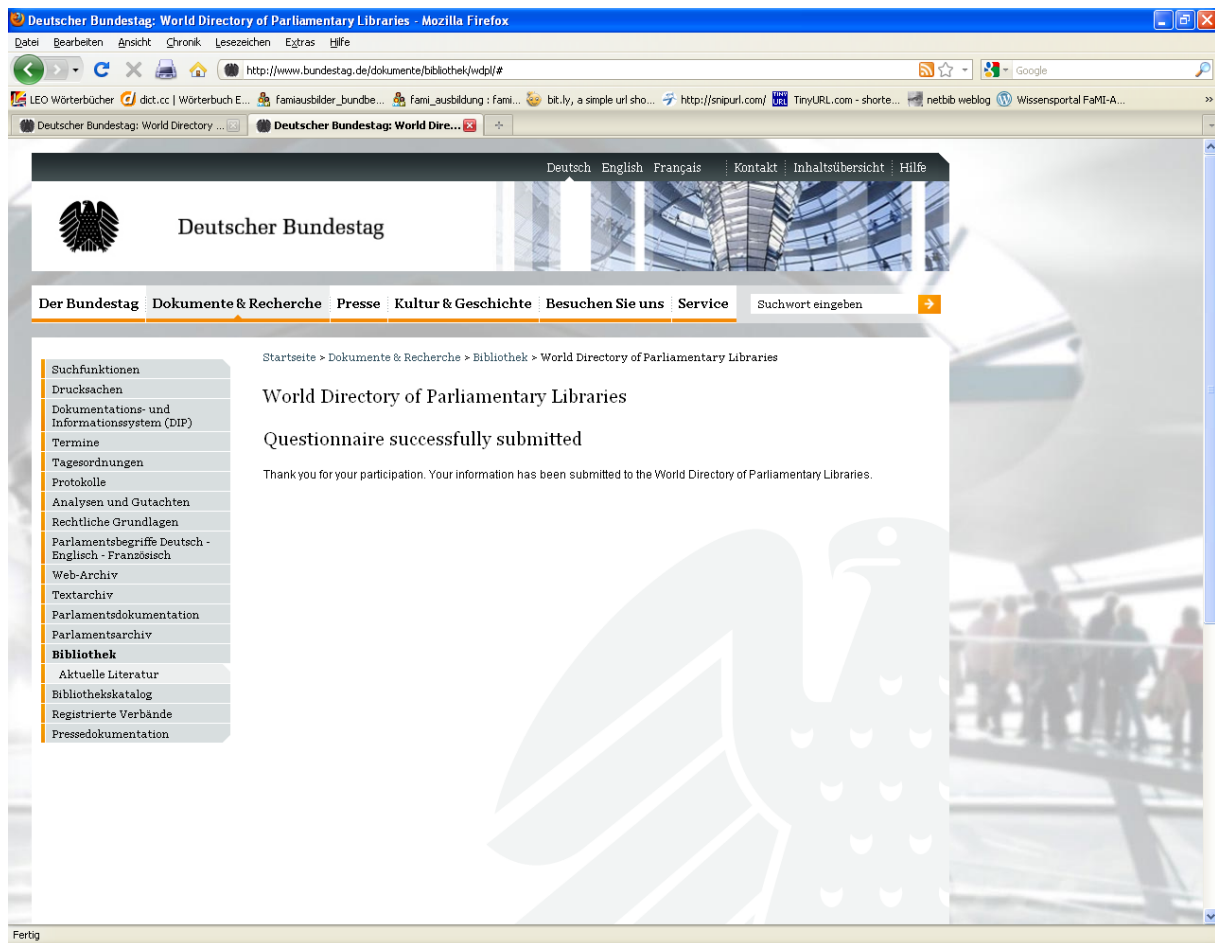 Deutscher Bundestag: World Directory of Parliamentary Libraries - Mozilla Firefox
Datei Bearbeiten Ansicht Chronik Lesezeichen Extras Hilfe
http://www.bundestag.de/dokumente/bibliothek/wdpl/#
Google
LEO Wörterbücher dict.cc | Wörterbuch E... famiausbilder_bundbe... fami_ausbildung : fami... bit.ly, a simple url sho... http://snipurl.com/ TINY URL TinyURL.com - shorte... netbib weblog Wissensportal FaMI-A... »
Deutscher Bundestag: World Directory ... Deutscher Bundestag: World Dire...
Deutsch English Français Kontakt Inhaltsübersicht Hilfe
Deutscher Bundestag
Der Bundestag Dokumente & Recherche Presse Kultur & Geschichte Besuchen Sie uns Service Suchwort eingeben
Startseite > Dokumente & Recherche > Bibliothek > World Directory of Parliamentary Libraries
Suchfunktionen
Drucksachen
Dokumentations- und
Informationssystem (DIP)
Termine
Tagesordnungen
Protokolle
Analysen und Gutachten
Rechtliche Grundlagen
Parlamentsbegriffe Deutsch -
Englisch - Französisch
Web-Archiv
Textarchiv
Parlamentsdokumentation
Parlamentsarchiv
Bibliothek
Aktuelle Literatur
Bibliothekskatalog
Registrierte Verbände
Pressedokumentation
World Directory of Parliamentary Libraries
Questionnaire successfully submitted
Thank you for your participation. Your information has been submitted to the World Directory of Parliamentary Libraries.
Fertig